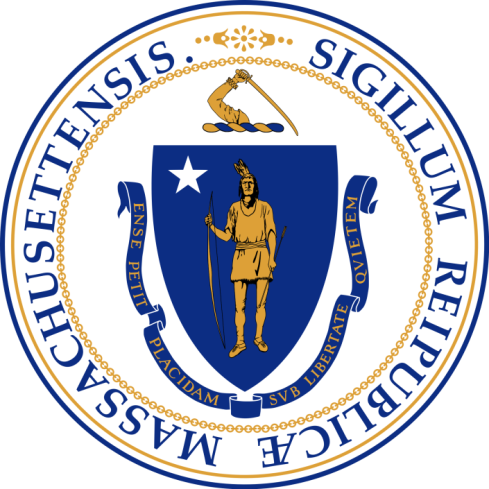 SIGILLUM REIPUBLICÆ MASSACHUSETTENSIS.
ENSE PETIT
PLACIDAM
SVB LIBERTATE
QVIETEM